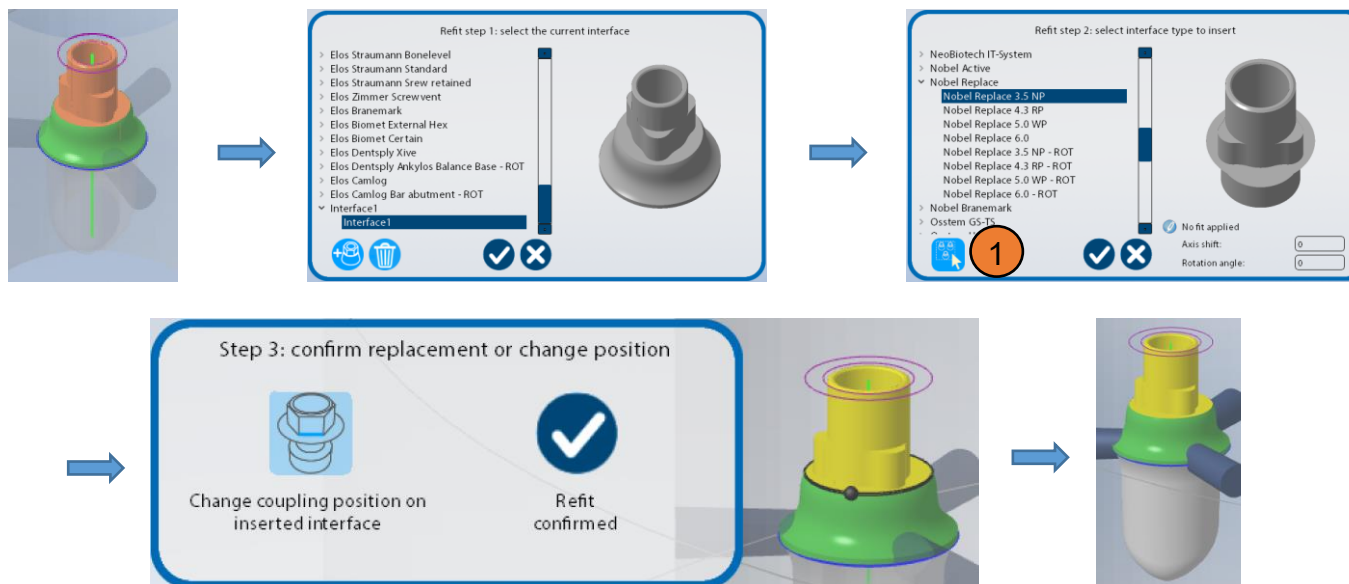 Refit step 1: select the current interface
Elos Straumann Bonelevel
Elos Straumann Standard
Elos Straumann Srew retained
Elos Zimmer Screwvent
Elos Branemark
Elos Biomet External Hex
Elos Biomet Certain
Elos Dentsply Xive
Elos Dentsply Ankylos Balance Base - ROT
Elos Camlog
Elos Camlog Bar abutment - ROT
Interface1
Interface1
Refit step 2: select interface type to insert
NeoBiotech IT-System
Nobel Active
Nobel Replace
Nobel Replace 3.5 NP
Nobel Replace 4.3 RP
Nobel Replace 5.0 WP
Nobel Replace 6.0
Nobel Replace 3.5 NP - ROT
Nobel Replace 4.3 RP - ROT
Nobel Replace 5.0 WP - ROT
Nobel Replace 6.0 - ROT
Nobel Branemark
Osstem GS-TS
1
No fit applied
Axis shift: 0
Rotation angle: 0
Step 3: confirm replacement or change position
Change coupling position on
inserted interface
Refit
confirmed